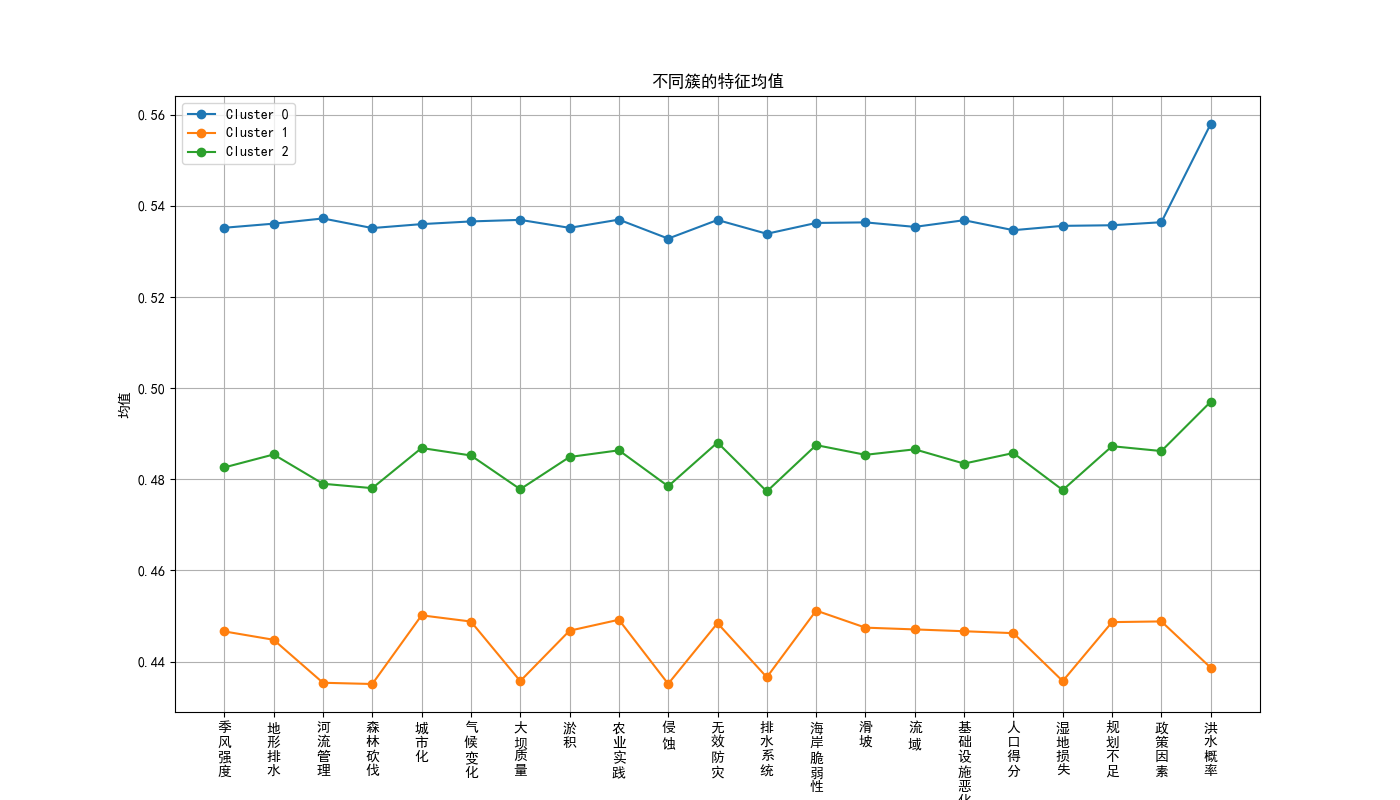 不同簇的特征均值
Cluster 0
Cluster 1
Cluster 2
均值
0.56
0.54
0.52
0.50
0.48
0.46
0.44
季风强度
地形排水
河流管理
森林砍伐
城市化
气候变化
大坝质量
淤积
农业实践
侵蚀
无效防灾
排水系统
海岸脆弱性
滑坡
流域
基础设施恶化
人口得分
湿地损失
规划不足
政策因素
洪水概率